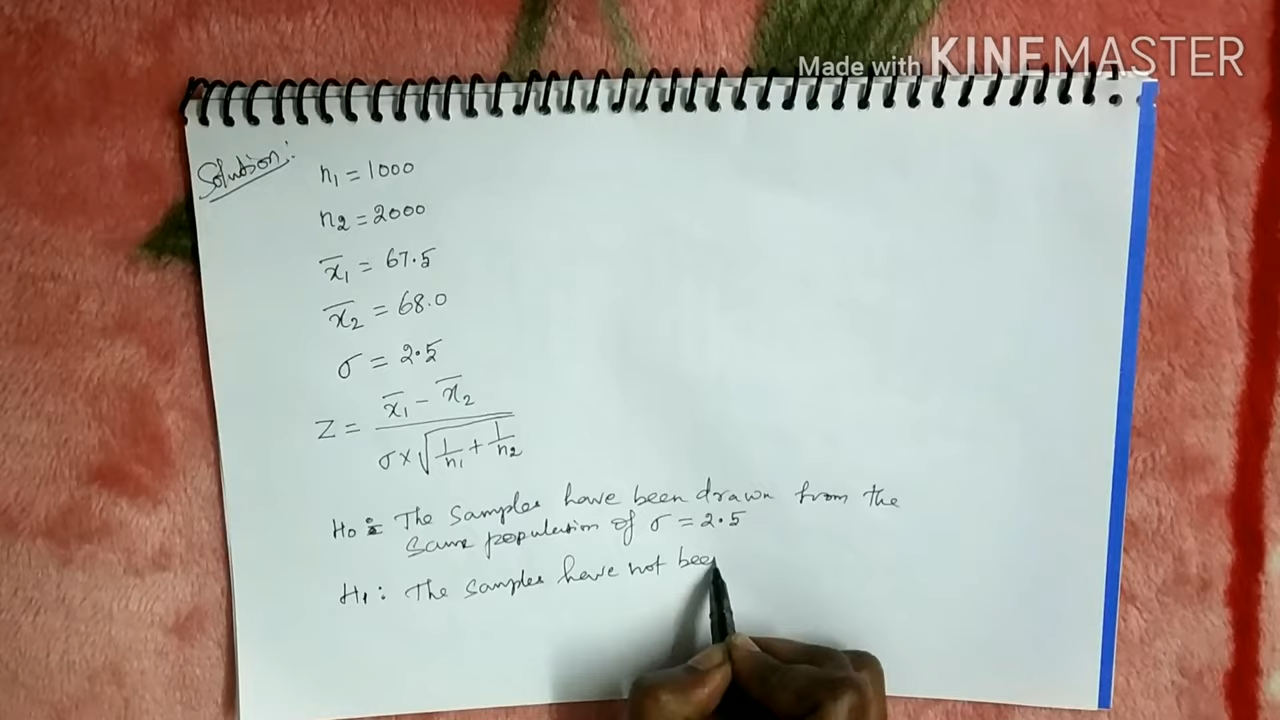 Made with KINEMASTER
Solution:
n₁ = 1000
n₂ = 2000
x̄₁ = 67.5
x̄₂ = 68.0
σ = 2.5
Z = (x̄₁ - x̄₂) / (σ × √(1/n₁ + 1/n₂))
H₀ : The samples have been drawn from the
same population of σ = 2.5
H₁ : The samples have not bee